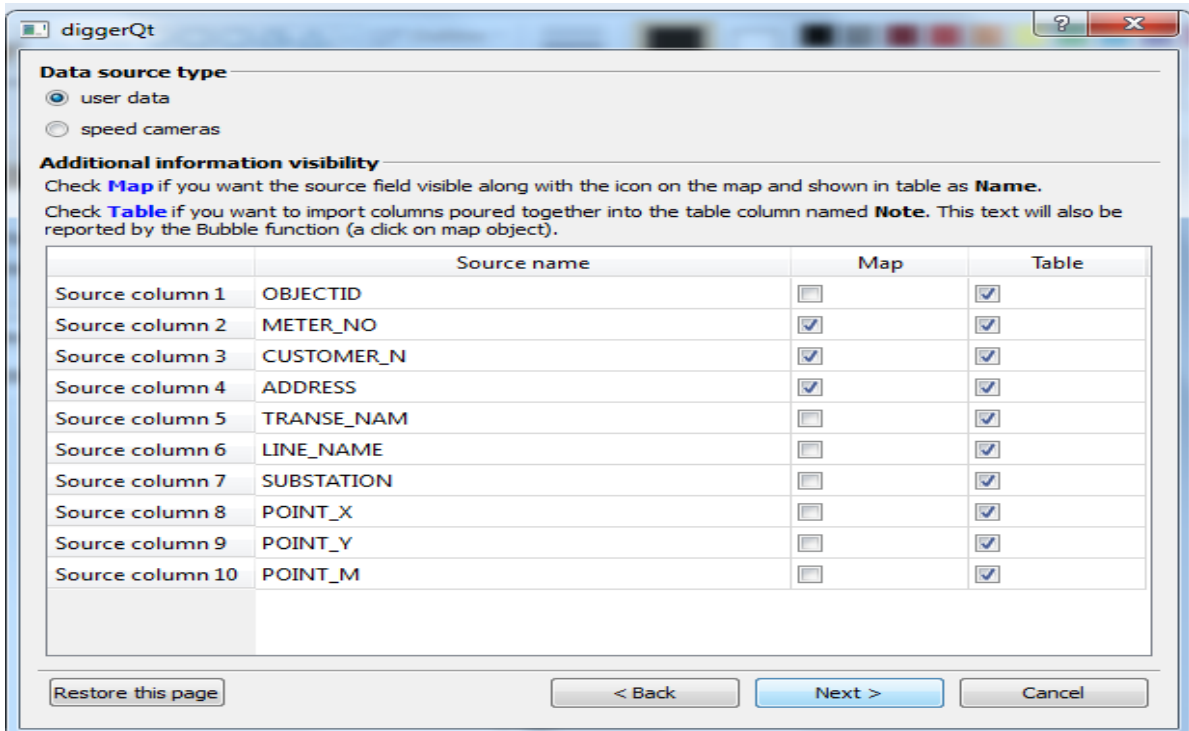 diggerQt
Data source type
user data
speed cameras
Additional information visibility
Check Map if you want the source field visible along with the icon on the map and shown in table as Name.
Check Table if you want to import columns poured together into the table column named Note. This text will also be
reported by the Bubble function (a click on map object).
Source name Map Table
Source column 1 OBJECTID
Source column 2 METER_NO
Source column 3 CUSTOMER_N
Source column 4 ADDRESS
Source column 5 TRANSE_NAM
Source column 6 LINE_NAME
Source column 7 SUBSTATION
Source column 8 POINT_X
Source column 9 POINT_Y
Source column 10 POINT_M
Restore this page < Back Next > Cancel